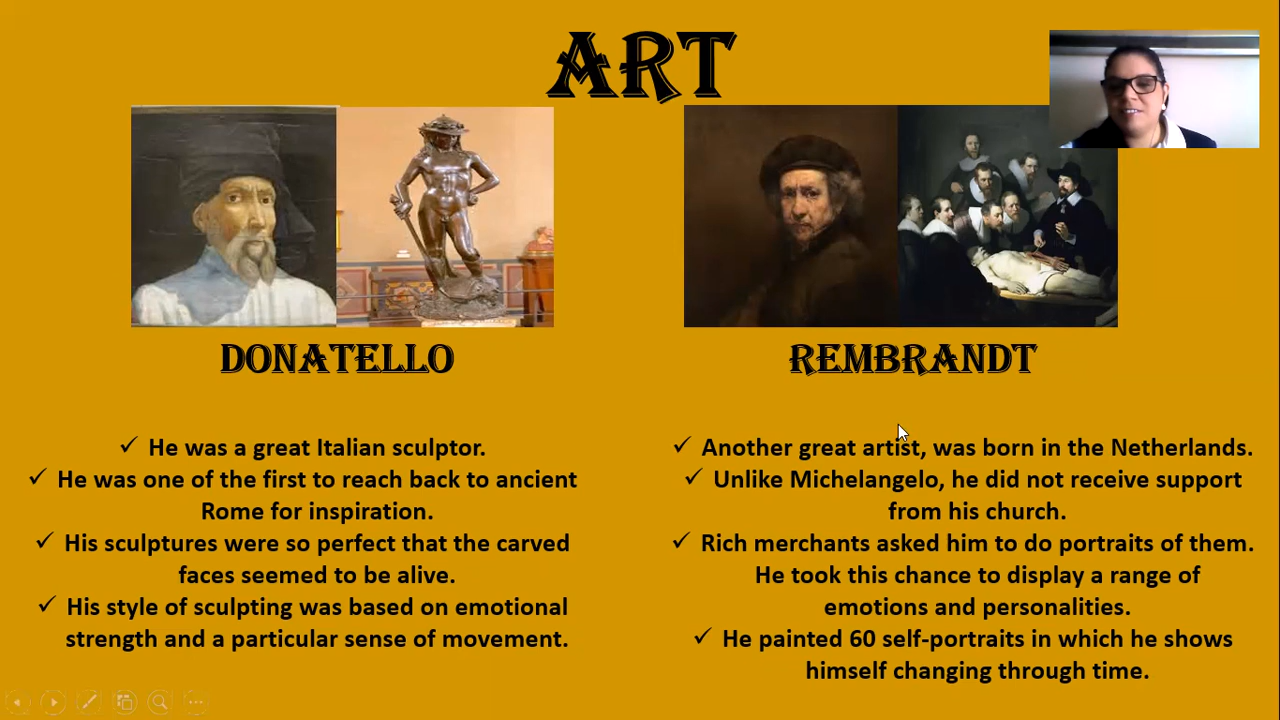 ART
DONATELLO
✓ He was a great Italian sculptor.
✓ He was one of the first to reach back to ancient
Rome for inspiration.
✓ His sculptures were so perfect that the carved
faces seemed to be alive.
✓ His style of sculpting was based on emotional
strength and a particular sense of movement.
REMBRANDT
✓ Another great artist, was born in the Netherlands.
✓ Unlike Michelangelo, he did not receive support
from his church.
✓ Rich merchants asked him to do portraits of them.
He took this chance to display a range of
emotions and personalities.
✓ He painted 60 self-portraits in which he shows
himself changing through time.